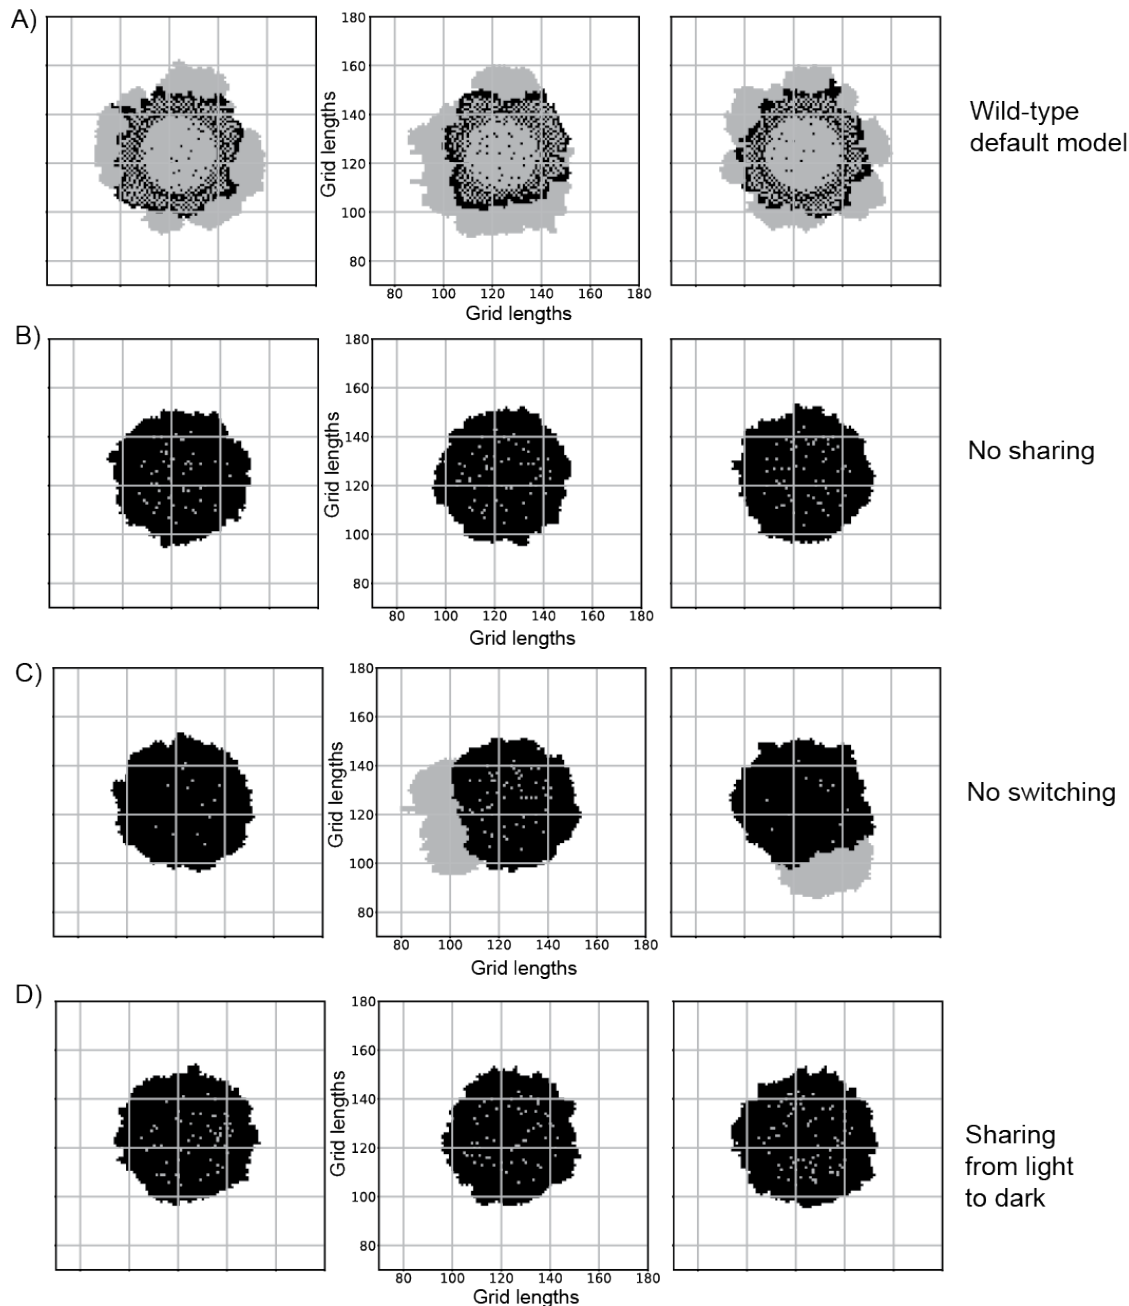 A)
180
160
140
120
100
80
Grid lengths
80 100 120 140 160 180
Grid lengths
Wild-type
default model
B)
180
160
140
120
100
80
Grid lengths
80 100 120 140 160 180
Grid lengths
No sharing
C)
180
160
140
120
100
80
Grid lengths
80 100 120 140 160 180
Grid lengths
No switching
D)
180
160
140
120
100
80
Grid lengths
80 100 120 140 160 180
Grid lengths
Sharing
from light
to dark